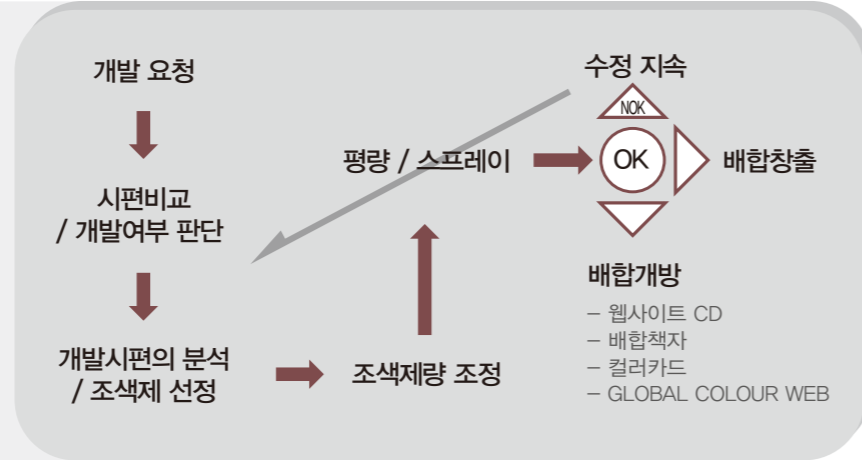 개발 요청
시편비교
/ 개발여부 판단
개발시편의 분석
/ 조색제 선정
조색제량 조정
평량 / 스프레이
수정 지속
NOK
OK
배합창출
배합개방
– 웹사이트 CD
– 배합책자
– 컬러카드
– GLOBAL COLOUR WEB